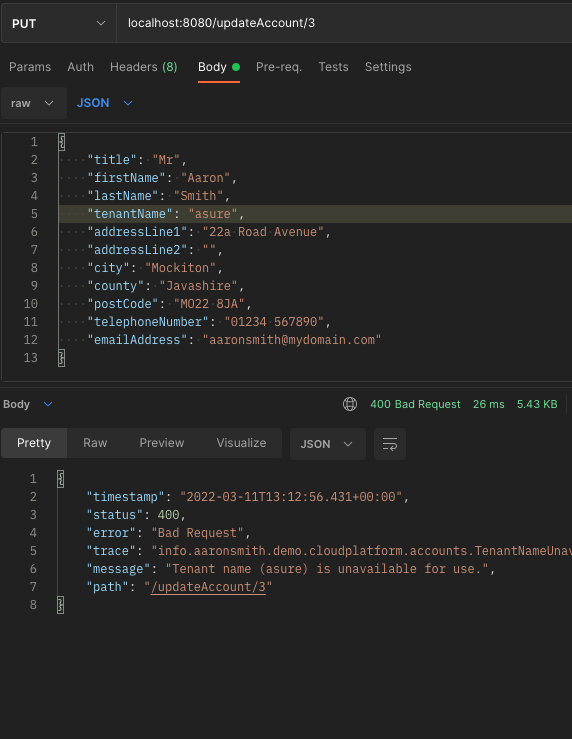 PUT localhost:8080/updateAccount/3
Params Auth Headers (8) Body Pre-req. Tests Settings
raw JSON
1 {
2 "title": "Mr",
3 "firstName": "Aaron",
4 "lastName": "Smith",
5 "tenantName": "asure",
6 "addressLine1": "22a Road Avenue",
7 "addressLine2": "",
8 "city": "Mockiton",
9 "county": "Javashire",
10 "postCode": "MO22 8JA",
11 "telephoneNumber": "01234 567890",
12 "emailAddress": "aaronsmith@mydomain.com"
13 }
Body 400 Bad Request 26 ms 5.43 KB
Pretty Raw Preview Visualize JSON
1 {
2 "timestamp": "2022-03-11T13:12:56.431+00:00",
3 "status": 400,
4 "error": "Bad Request",
5 "trace": "info.aaronsmith.demo.cloudplatform.accounts.TenantNameUnav
6 "message": "Tenant name (asure) is unavailable for use.",
7 "path": "/updateAccount/3"
8 }